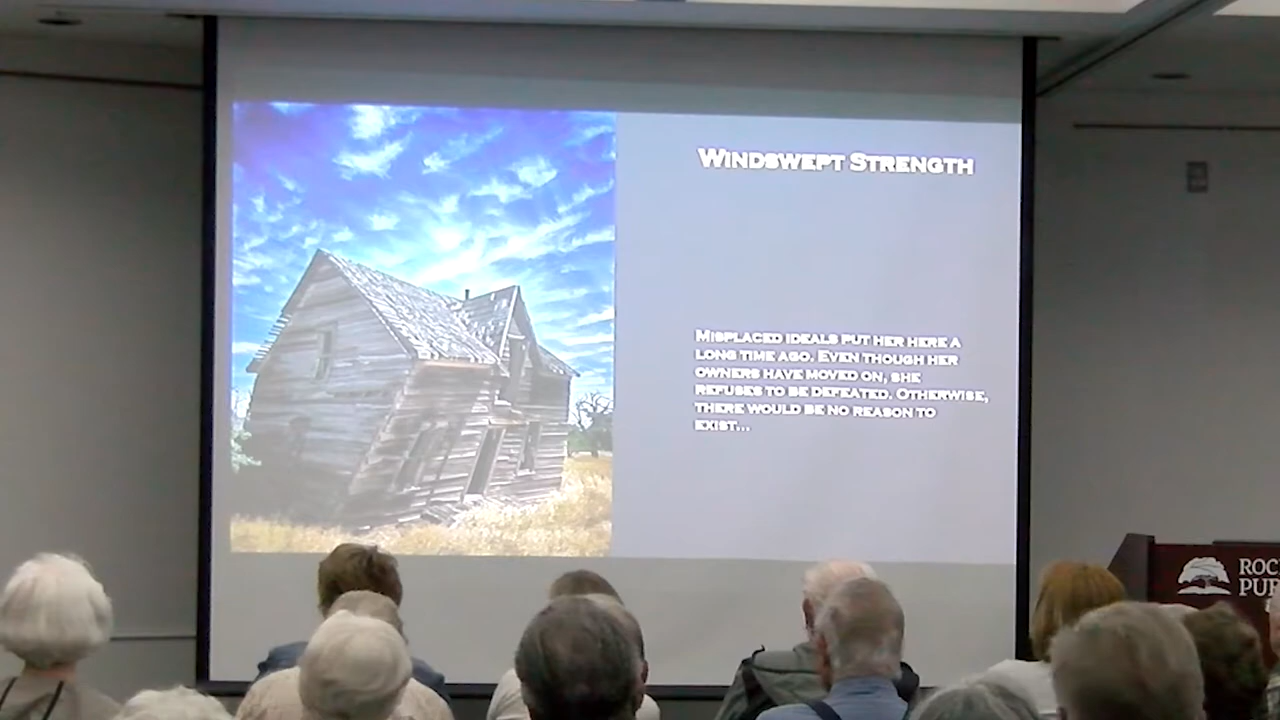 WINDSWEPT STRENGTH
MISPLACED IDEALS PUT HER HERE A
LONG TIME AGO. EVEN THOUGH HER
OWNERS HAVE MOVED ON, SHE
REFUSES TO BE DEFEATED. OTHERWISE,
THERE WOULD BE NO REASON TO
EXIST...